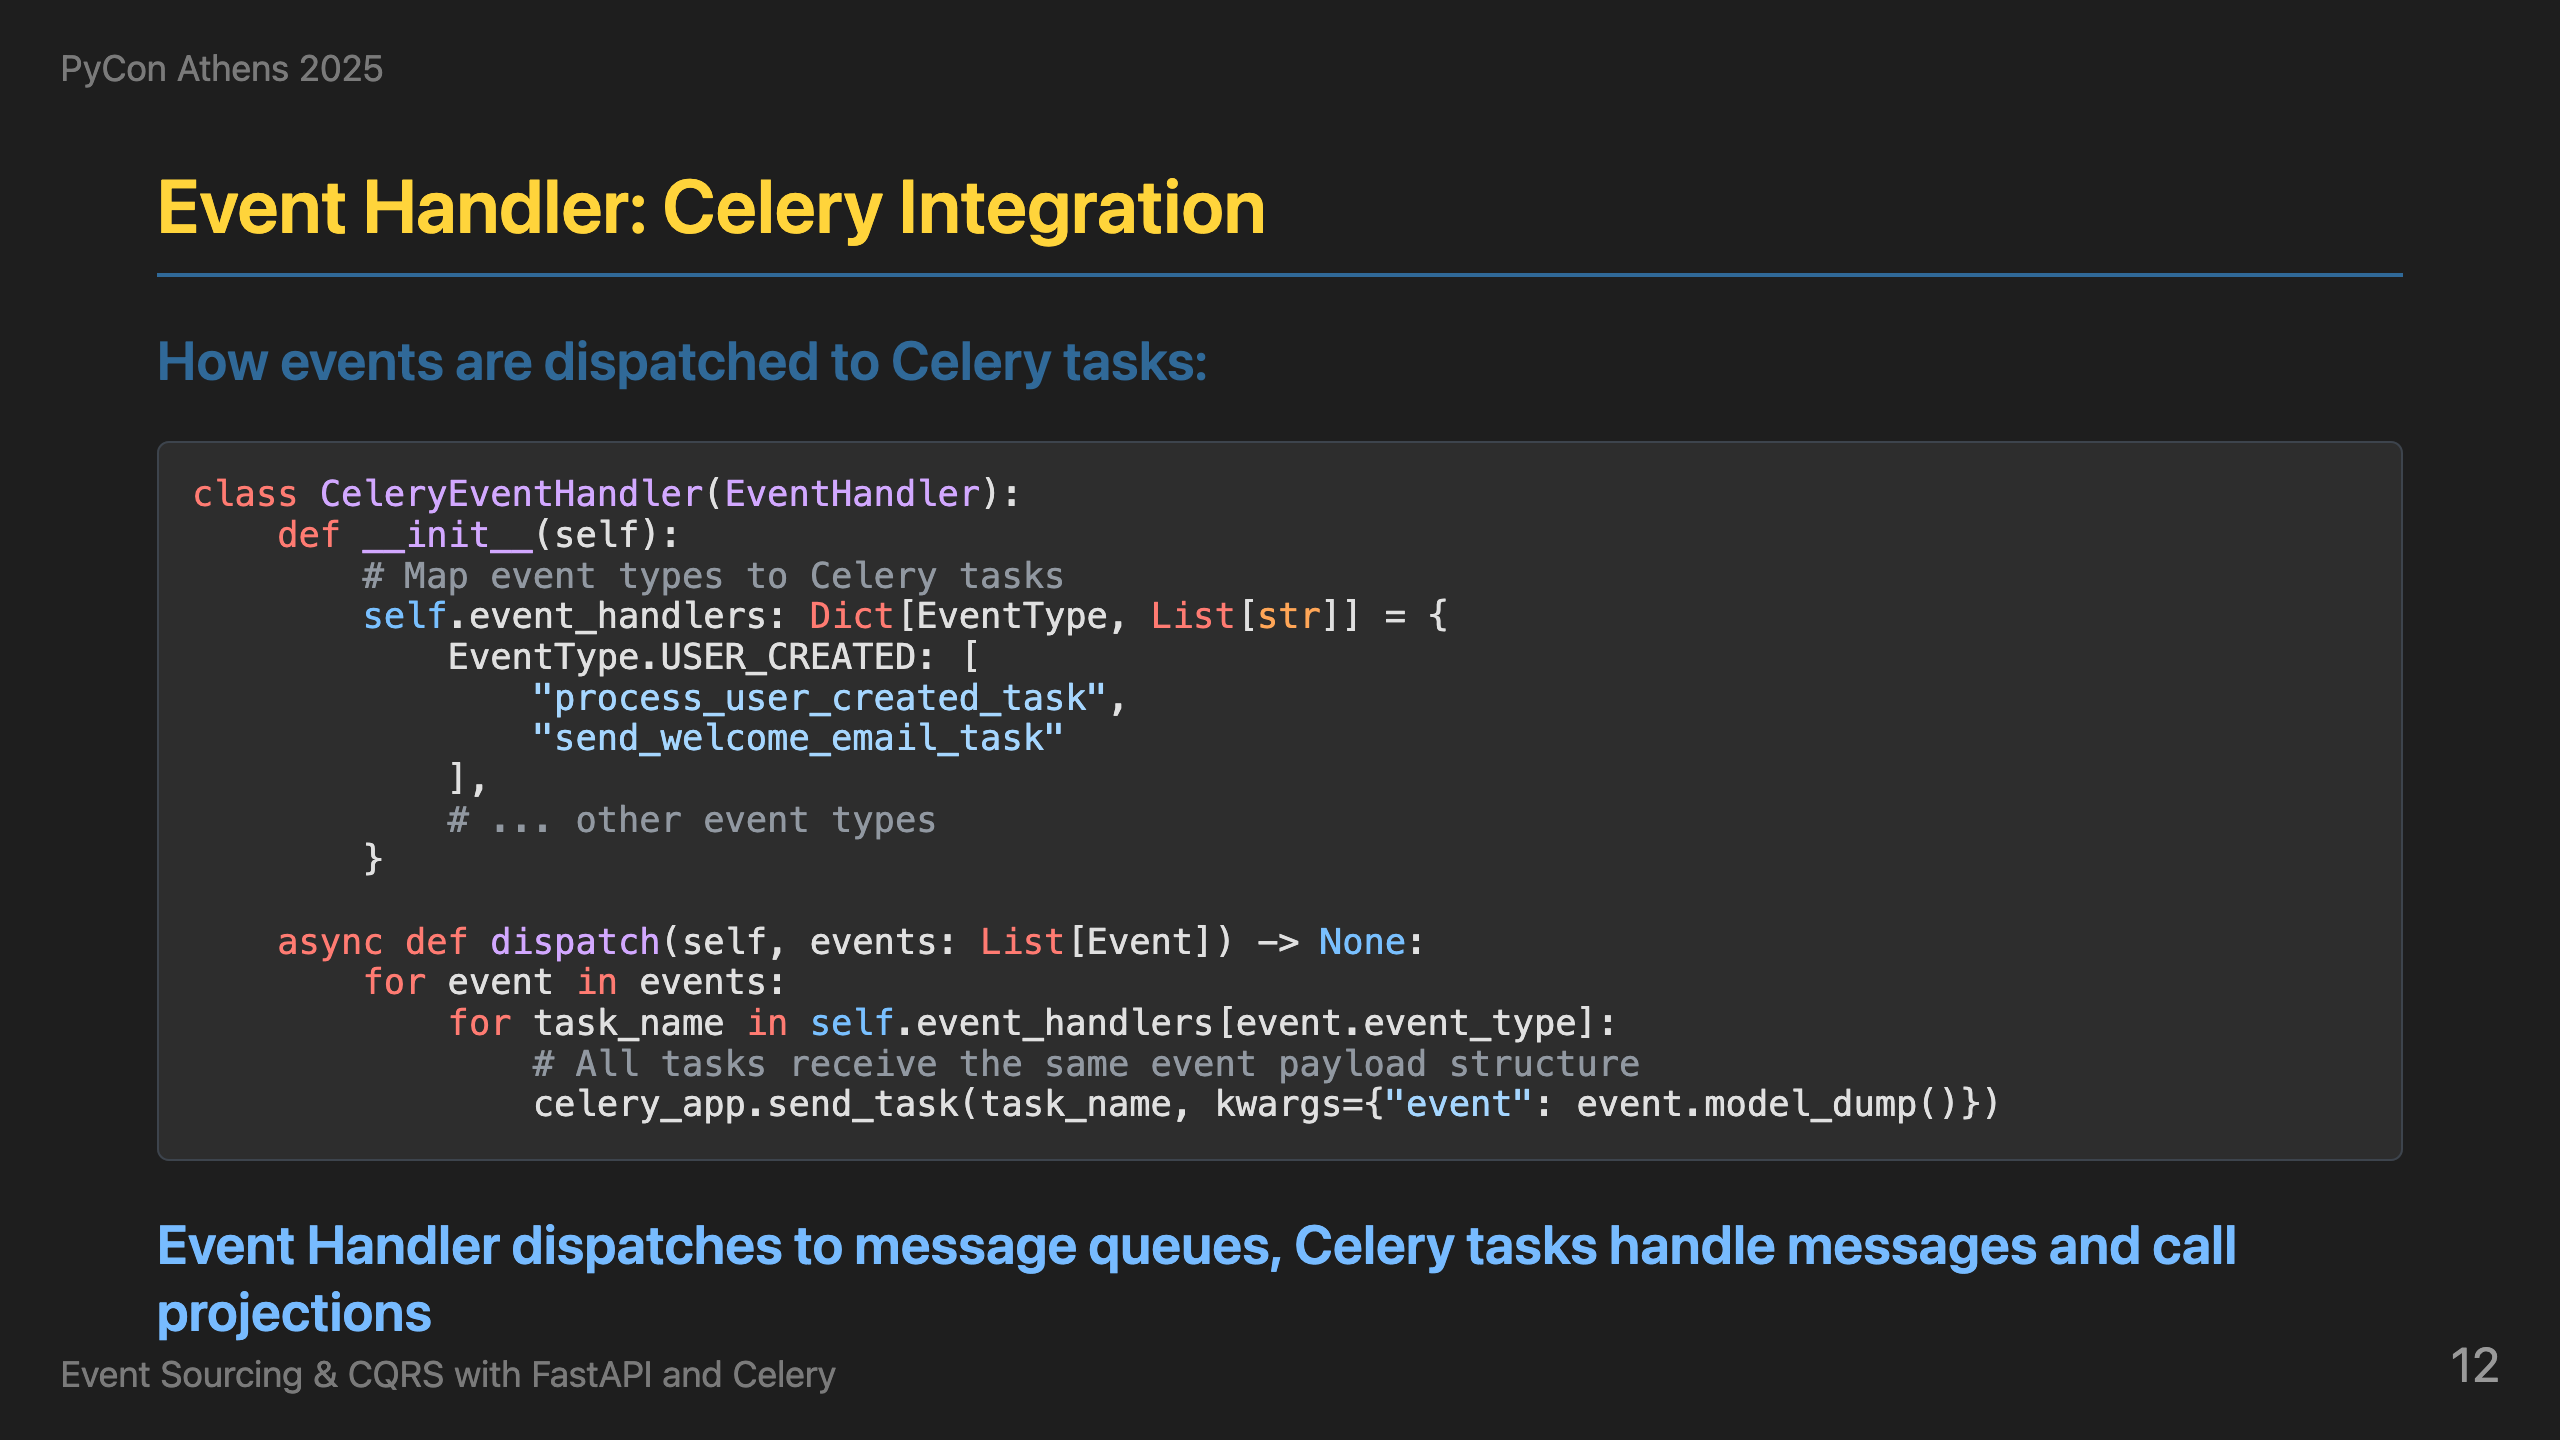 PyCon Athens 2025
Event Handler: Celery Integration
How events are dispatched to Celery tasks:
class CeleryEventHandler(EventHandler):
    def __init__(self):
        # Map event types to Celery tasks
        self.event_handlers: Dict[EventType, List[str]] = {
            EventType.USER_CREATED: [
                "process_user_created_task",
                "send_welcome_email_task"
            ],
            # ... other event types
        }

    async def dispatch(self, events: List[Event]) -> None:
        for event in events:
            for task_name in self.event_handlers[event.event_type]:
                # All tasks receive the same event payload structure
                celery_app.send_task(task_name, kwargs={"event": event.model_dump()})
Event Handler dispatches to message queues, Celery tasks handle messages and call
projections
Event Sourcing & CQRS with FastAPI and Celery
12